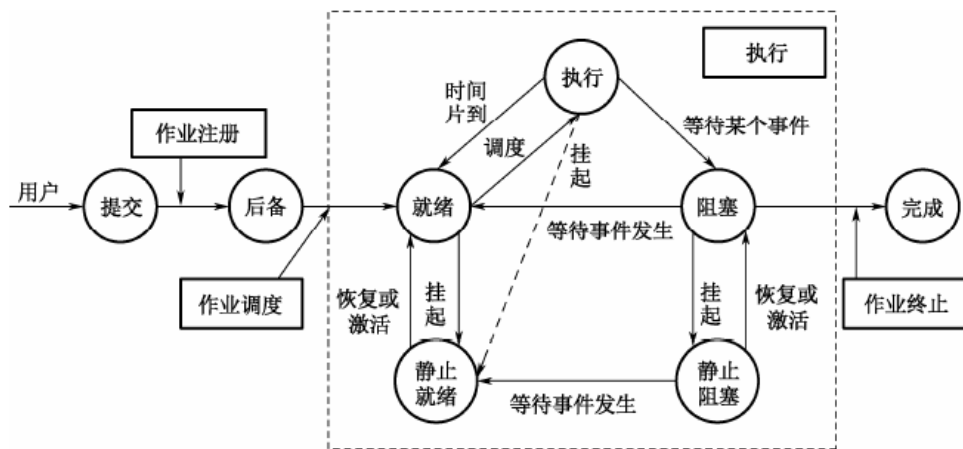 执行
执行
时间
片到
等待某个事件
作业注册
调度
挂
起
用户
提交
后备
就绪
阻塞
完成
等待事件发生
作业调度
恢复或
激活
挂
起
挂
起
恢复或
激活
作业终止
静止
就绪
静止
阻塞
等待事件发生